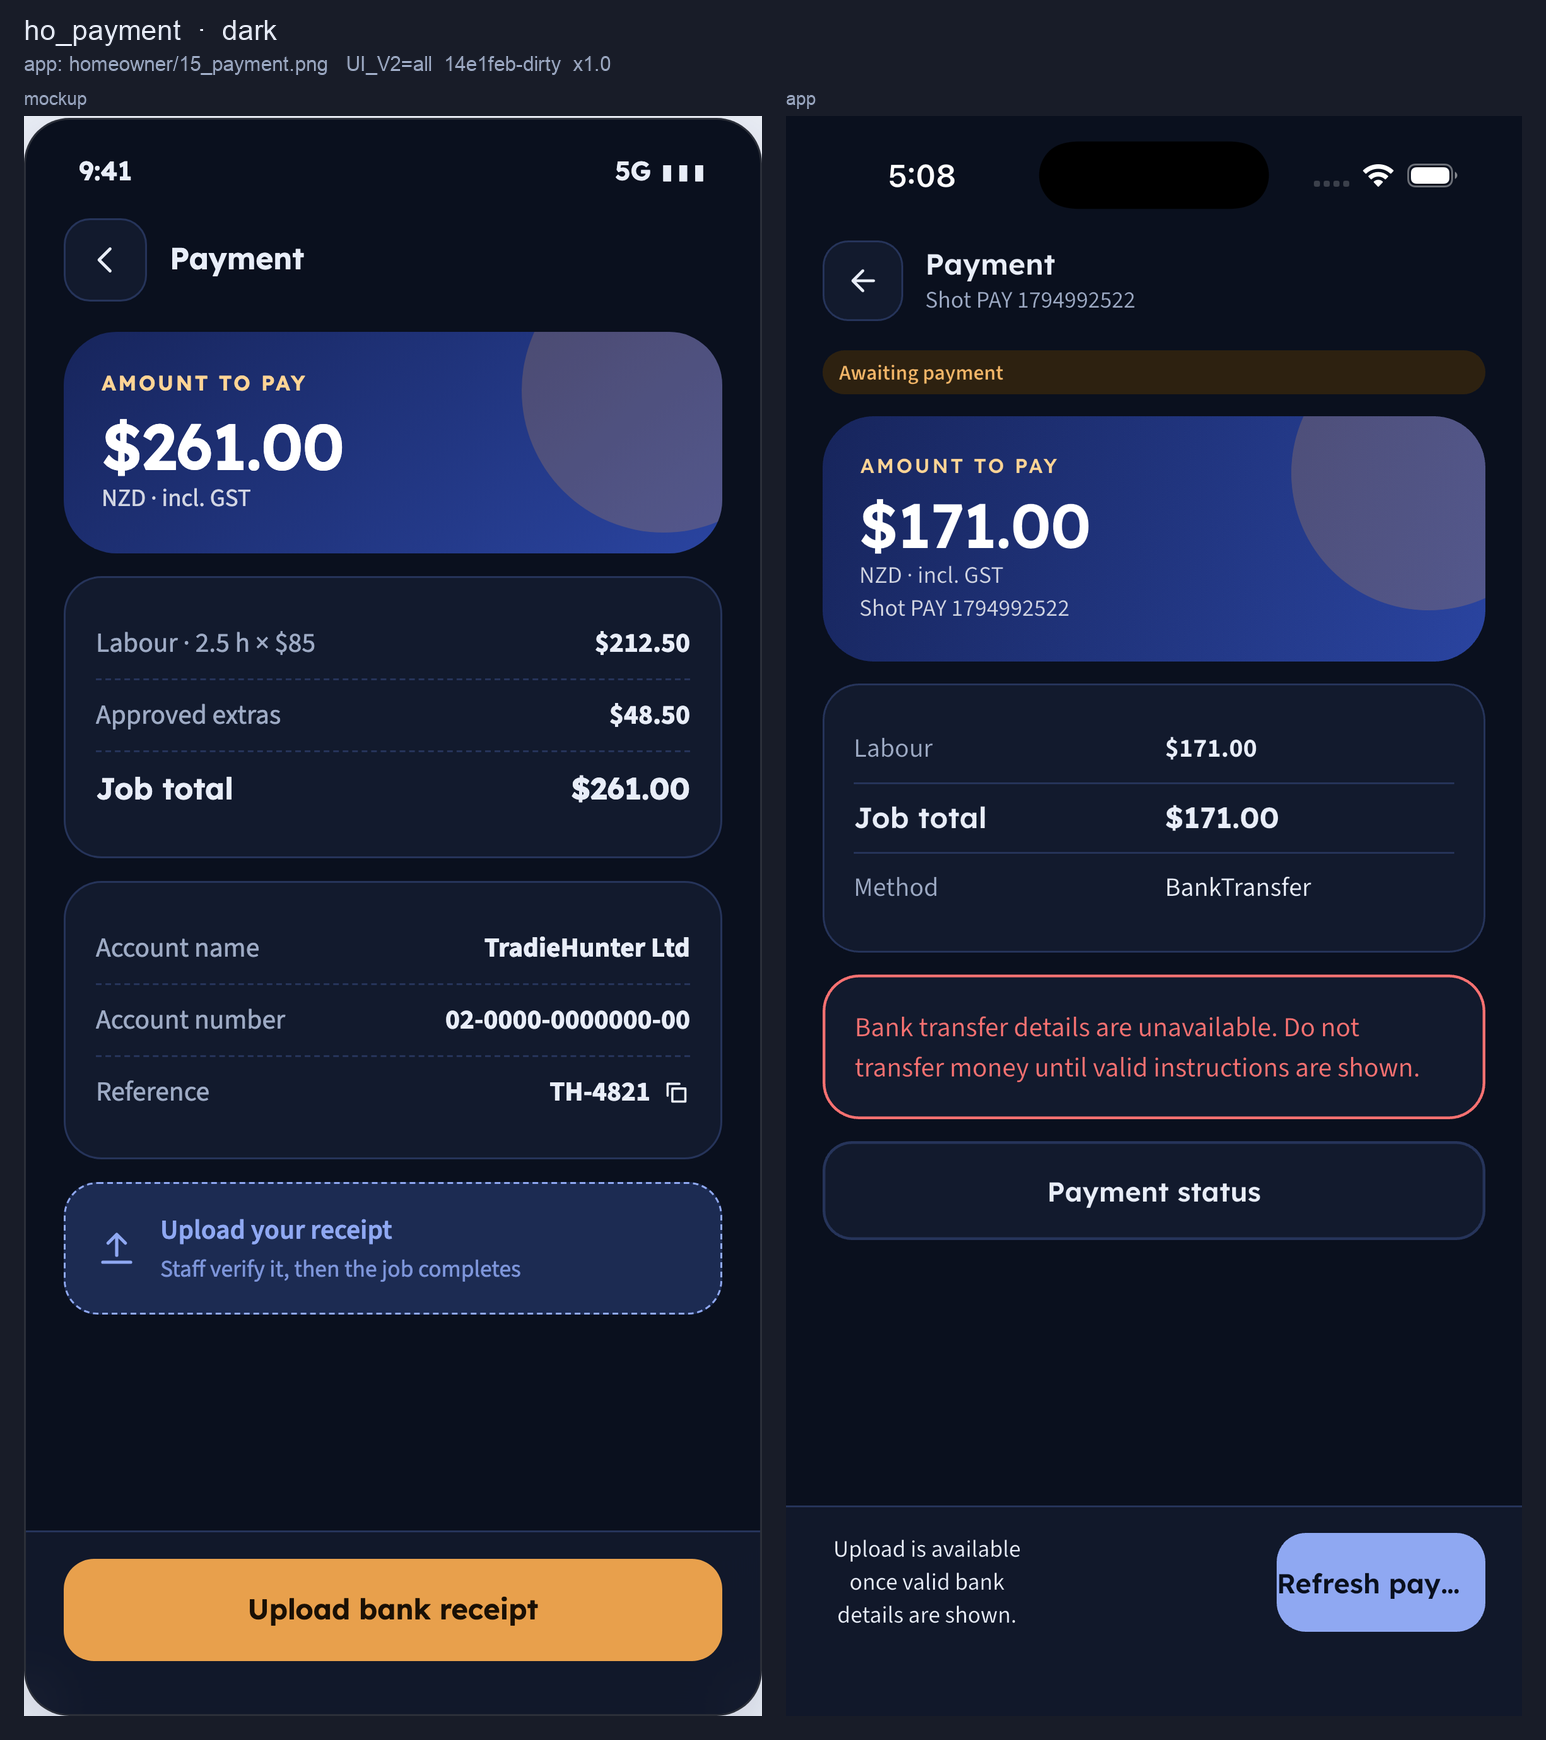 ho_payment · dark
app: homeowner/15_payment.png UI_V2=all 14e1feb-dirty x1.0
mockup
9:41
5G
Payment
AMOUNT TO PAY
$261.00
NZD · incl. GST
Labour · 2.5 h × $85 $212.50
Approved extras $48.50
Job total $261.00
Account name TradieHunter Ltd
Account number 02-0000-0000000-00
Reference TH-4821
Upload your receipt
Staff verify it, then the job completes
Upload bank receipt
app
5:08
Payment
Shot PAY 1794992522
Awaiting payment
AMOUNT TO PAY
$171.00
NZD · incl. GST
Shot PAY 1794992522
Labour $171.00
Job total $171.00
Method BankTransfer
Bank transfer details are unavailable. Do not
transfer money until valid instructions are shown.
Payment status
Upload is available
once valid bank
details are shown.
Refresh pay...